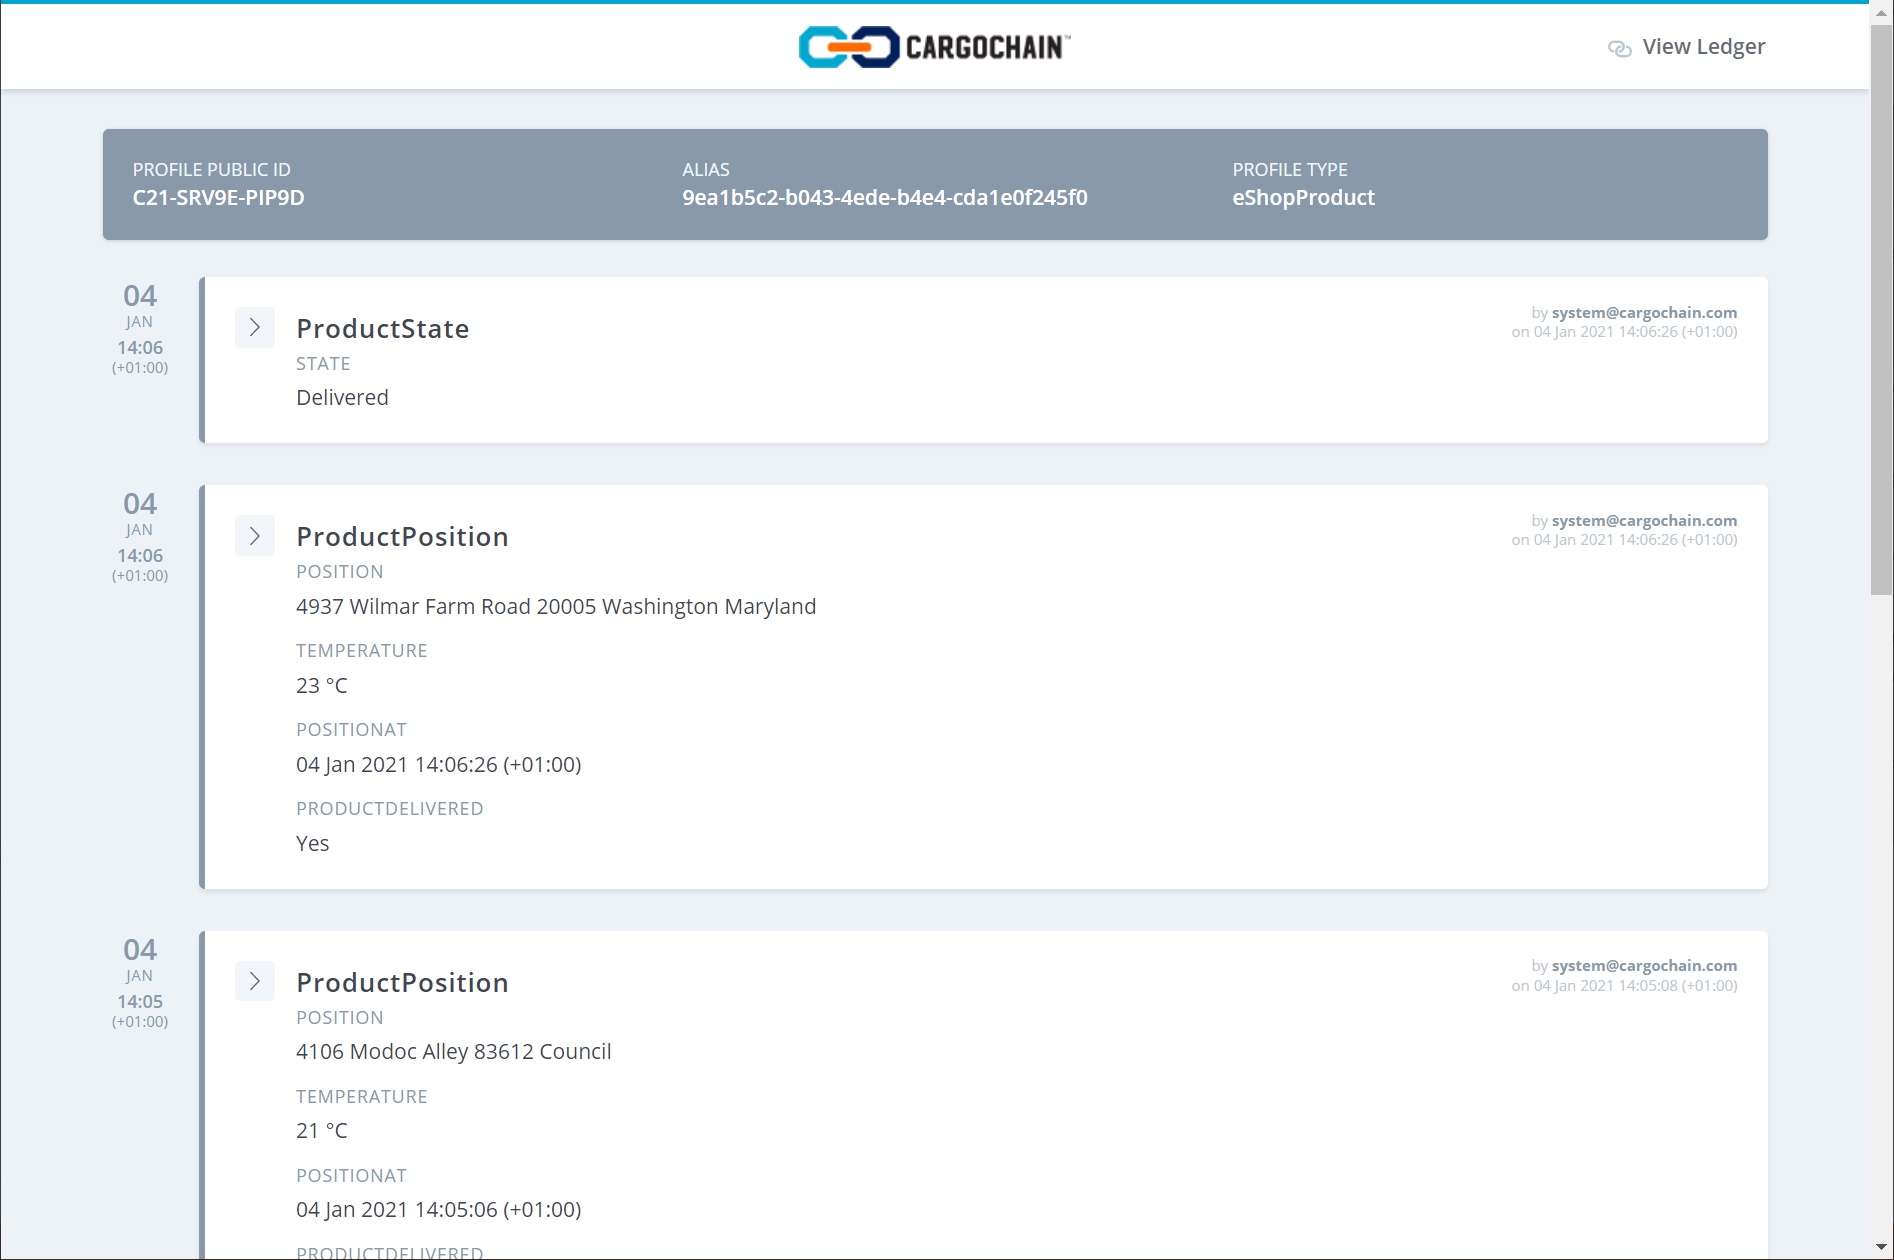 CARGOCHAIN™
View Ledger
PROFILE PUBLIC ID
C21-SRV9E-PIP9D
ALIAS
9ea1b5c2-b043-4ede-b4e4-cda1e0f245f0
PROFILE TYPE
eShopProduct
04
JAN
14:06
(+01:00)
ProductState
by system@cargochain.com
on 04 Jan 2021 14:06:26 (+01:00)
STATE
Delivered
04
JAN
14:06
(+01:00)
ProductPosition
by system@cargochain.com
on 04 Jan 2021 14:06:26 (+01:00)
POSITION
4937 Wilmar Farm Road 20005 Washington Maryland
TEMPERATURE
23 °C
POSITIONAT
04 Jan 2021 14:06:26 (+01:00)
PRODUCTDELIVERED
Yes
04
JAN
14:05
(+01:00)
ProductPosition
by system@cargochain.com
on 04 Jan 2021 14:05:08 (+01:00)
POSITION
4106 Modoc Alley 83612 Council
TEMPERATURE
21 °C
POSITIONAT
04 Jan 2021 14:05:06 (+01:00)
PRODUCTDELIVERED